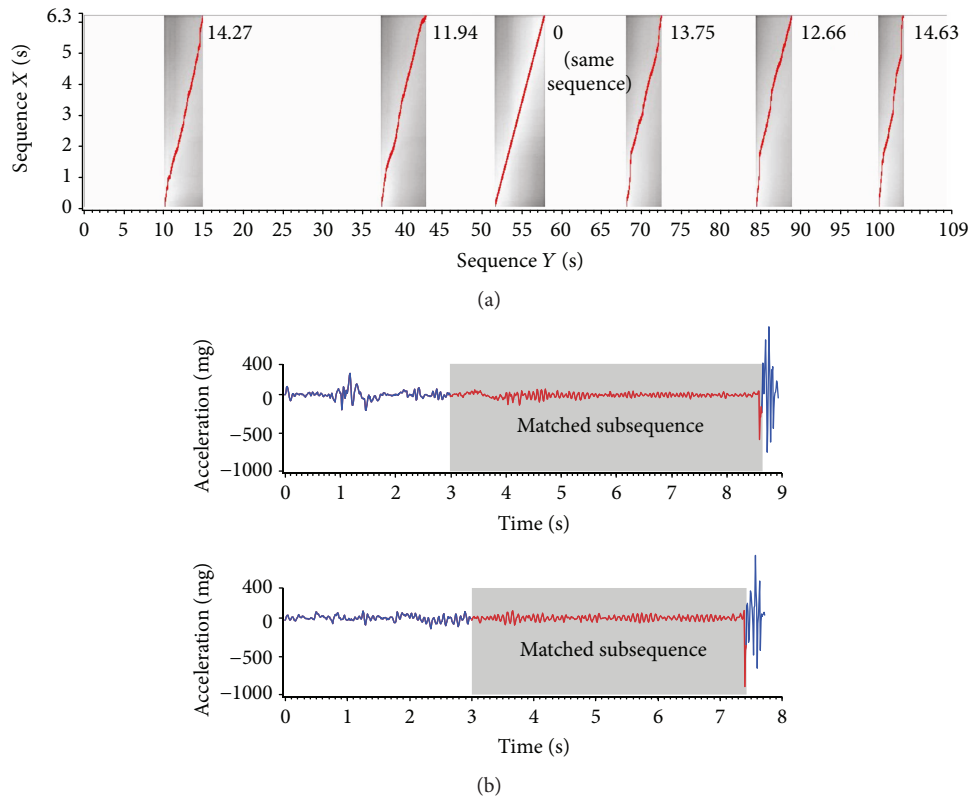 6.3
5
4
3
2
1
0
Sequence X (s)
14.27
11.94
0
(same
sequence)
13.75
12.66
14.63
0 5 10 15 20 25 30 35 40 45 50 55 60 65 70 75 80 85 90 95 100 109
Sequence Y (s)
(a)
400
0
−500
−1000
Acceleration (mg)
Matched subsequence
0 1 2 3 4 5 6 7 8 9
Time (s)
400
0
−500
−1000
Acceleration (mg)
Matched subsequence
0 1 2 3 4 5 6 7 8
Time (s)
(b)